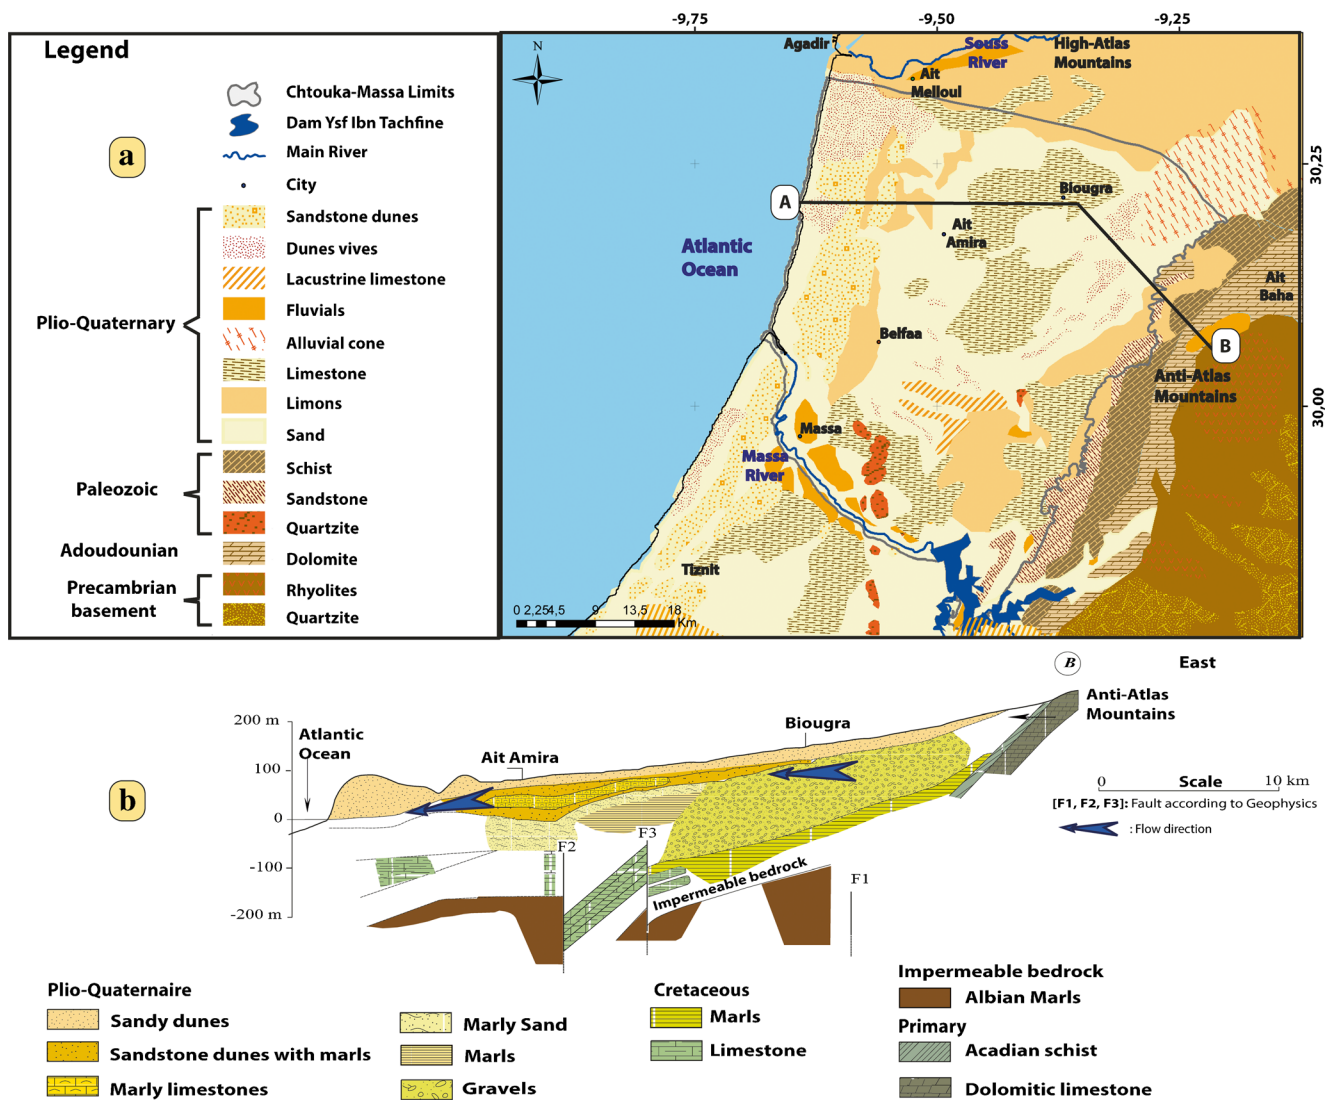 -9,75
-9,50
-9,25
Legend
a
Chtouka-Massa Limits
Dam Ysf Ibn Tachfine
Main River
City
Plio-Quaternary
Sandstone dunes
Dunes vives
Lacustrine limestone
Fluvials
Alluvial cone
Limestone
Limons
Sand
Paleozoic
Schist
Sandstone
Quartzite
Adoudounian
Dolomite
Precambrian
basement
Rhyolites
Quartzite
N
Agadir
Souss
River
High-Atlas
Mountains
Ait
Melloul
30,25
A
Biougra
Ait
Amira
Atlantic
Ocean
Ait
Baha
Belfaa
B
Anti-Atlas
Mountains
30,00
Massa
Massa
River
Tiznit
0 2,254,5 9 13,5 18
Km
B
East
Anti-Atlas
Mountains
b
200 m
100
0
-100
-200 m
Atlantic
Ocean
Ait Amira
Biougra
F2
F3
F1
Impermeable bedrock
Scale
0 10 km
[F1, F2, F3]: Fault according to Geophysics
: Flow direction
Plio-Quaternaire
Sandy dunes
Sandstone dunes with marls
Marly limestones
Marly Sand
Marls
Gravels
Cretaceous
Marls
Limestone
Impermeable bedrock
Albian Marls
Primary
Acadian schist
Dolomitic limestone